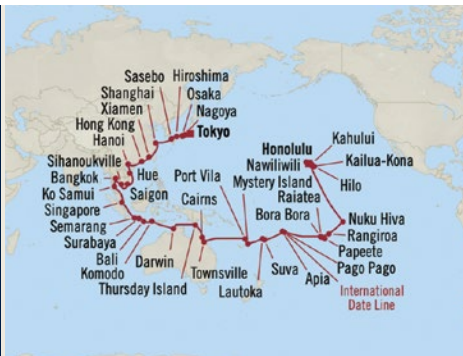 Sasebo
Hiroshima
Shanghai
Osaka
Xiamen
Nagoya
Hong Kong
Tokyo
Hanoi
Honolulu
Kahului
Sihanoukville
Nawiliwili
Kailua-Kona
Bangkok
Hue
Port Vila
Mystery Island
Hilo
Ko Samui
Saigon
Cairns
Raiatea
Singapore
Bora Bora
Nuku Hiva
Semarang
Rangiroa
Surabaya
Papeete
Bali
Pago Pago
Komodo
Darwin
Townsville
Suva
Apia
Thursday Island
Lautoka
International
Date Line